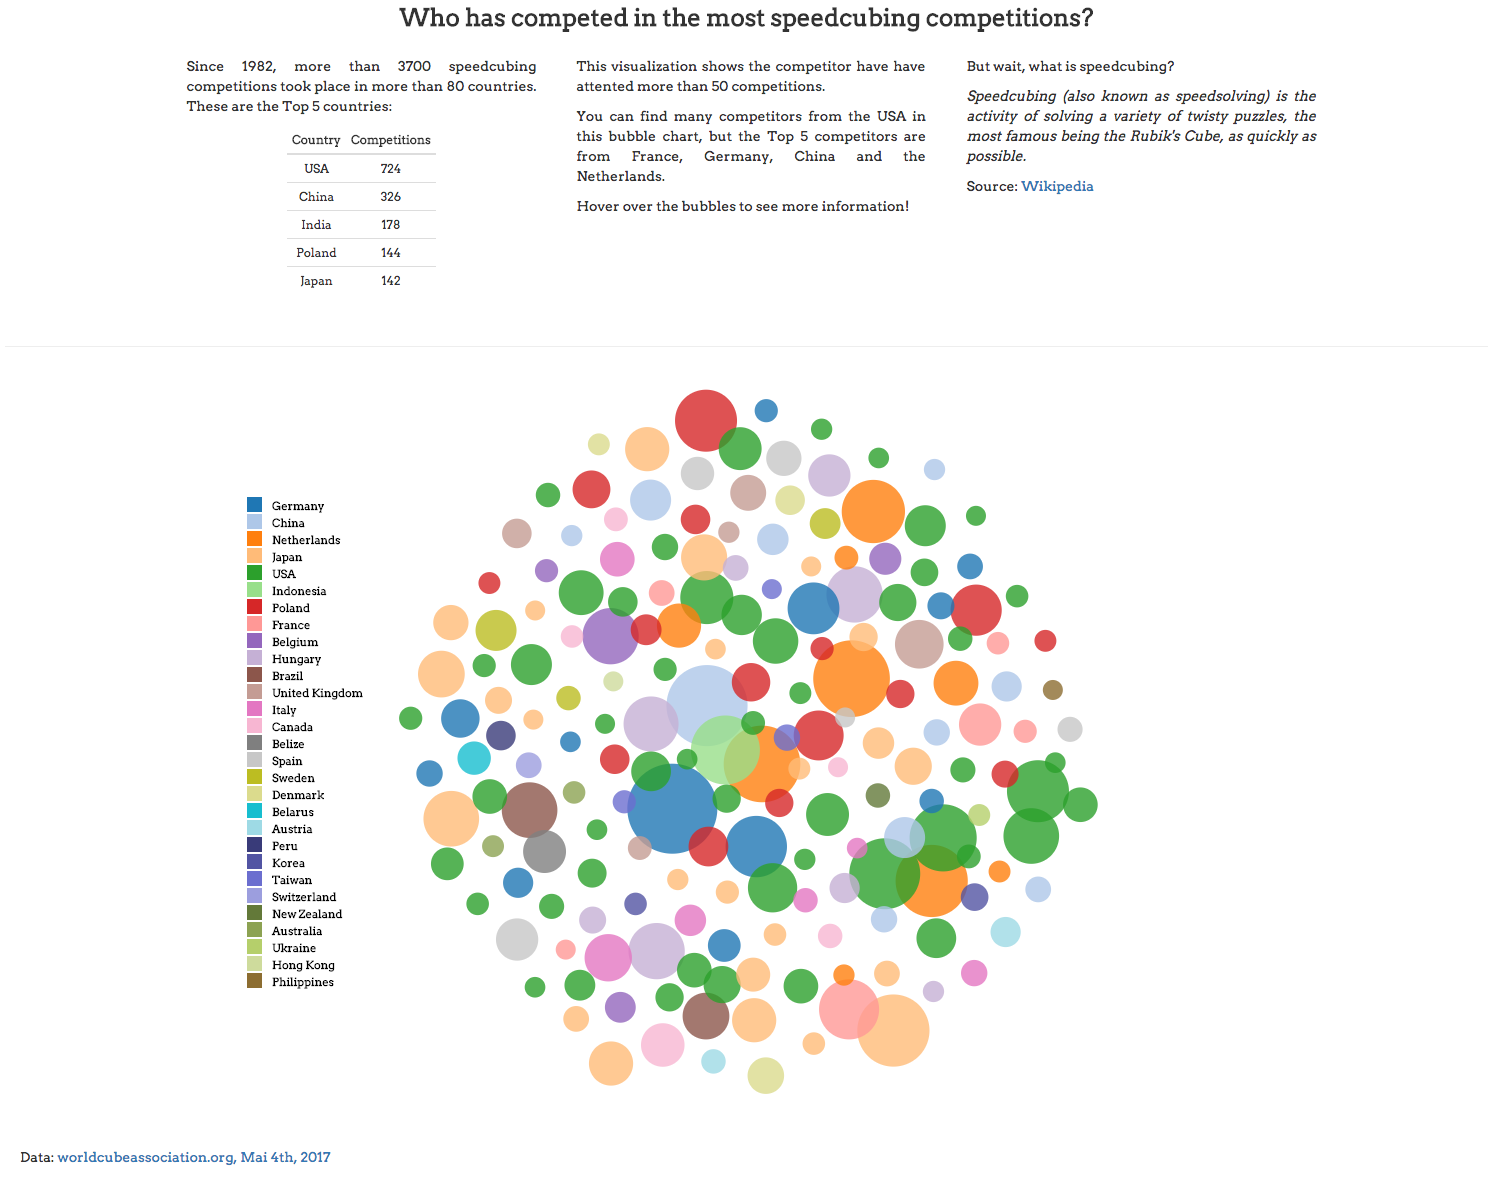 Who has competed in the most speedcubing competitions?
Since 1982, more than 3700 speedcubing
competitions took place in more than 80 countries.
These are the Top 5 countries:
Country Competitions
USA 724
China 326
India 178
Poland 144
Japan 142
This visualization shows the competitor have have
attented more than 50 competitions.
You can find many competitors from the USA in
this bubble chart, but the Top 5 competitors are
from France, Germany, China and the
Netherlands.
Hover over the bubbles to see more information!
But wait, what is speedcubing?
Speedcubing (also known as speedsolving) is the
activity of solving a variety of twisty puzzles, the
most famous being the Rubik's Cube, as quickly as
possible.
Source: Wikipedia
Germany
China
Netherlands
Japan
USA
Indonesia
Poland
France
Belgium
Hungary
Brazil
United Kingdom
Italy
Canada
Belize
Spain
Sweden
Denmark
Belarus
Austria
Peru
Korea
Taiwan
Switzerland
New Zealand
Australia
Ukraine
Hong Kong
Philippines
Data: worldcubeassociation.org, Mai 4th, 2017